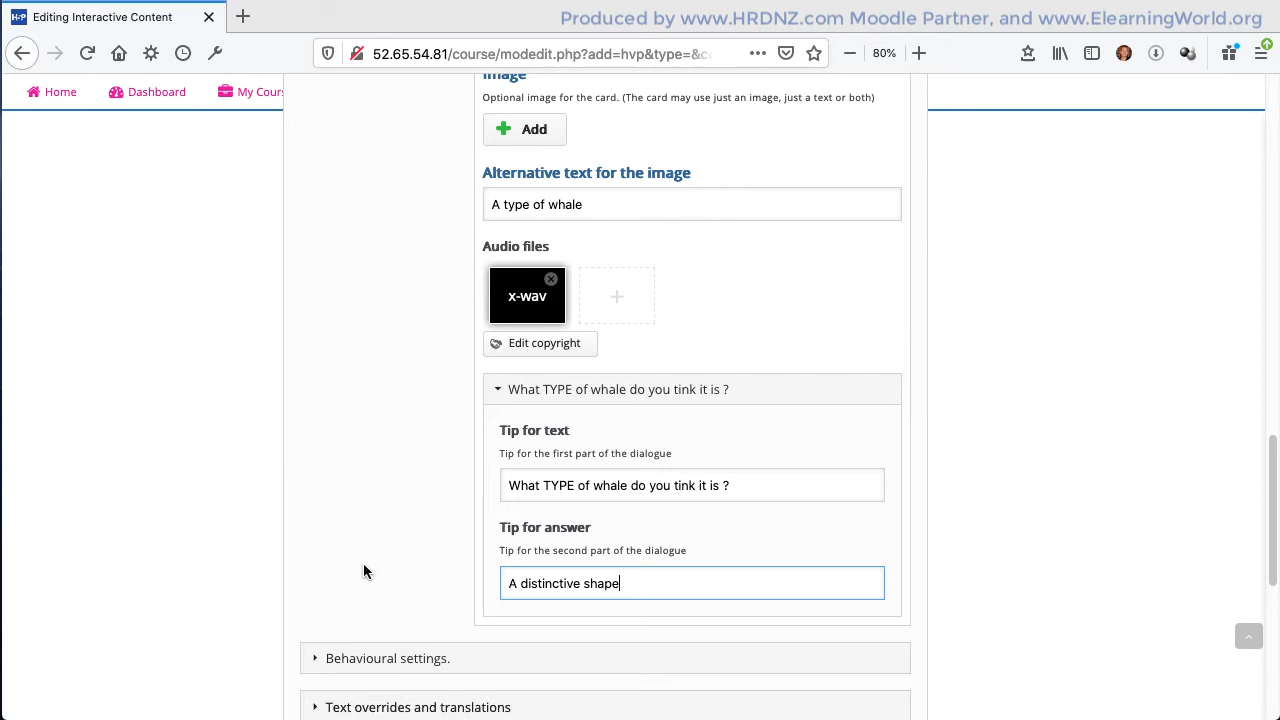 Editing Interactive Content
Produced by www.HRDNZ.com Moodle Partner, and www.ElearningWorld.org
52.65.54.81/course/modedit.php?add=hvp&type=&c
80%
Home
Dashboard
My Cour
Image
Optional image for the card. (The card may use just an image, just a text or both)
Add
Alternative text for the image
A type of whale
Audio files
x-wav
Edit copyright
What TYPE of whale do you tink it is ?
Tip for text
Tip for the first part of the dialogue
What TYPE of whale do you tink it is ?
Tip for answer
Tip for the second part of the dialogue
A distinctive shape
Behavioural settings.
Text overrides and translations